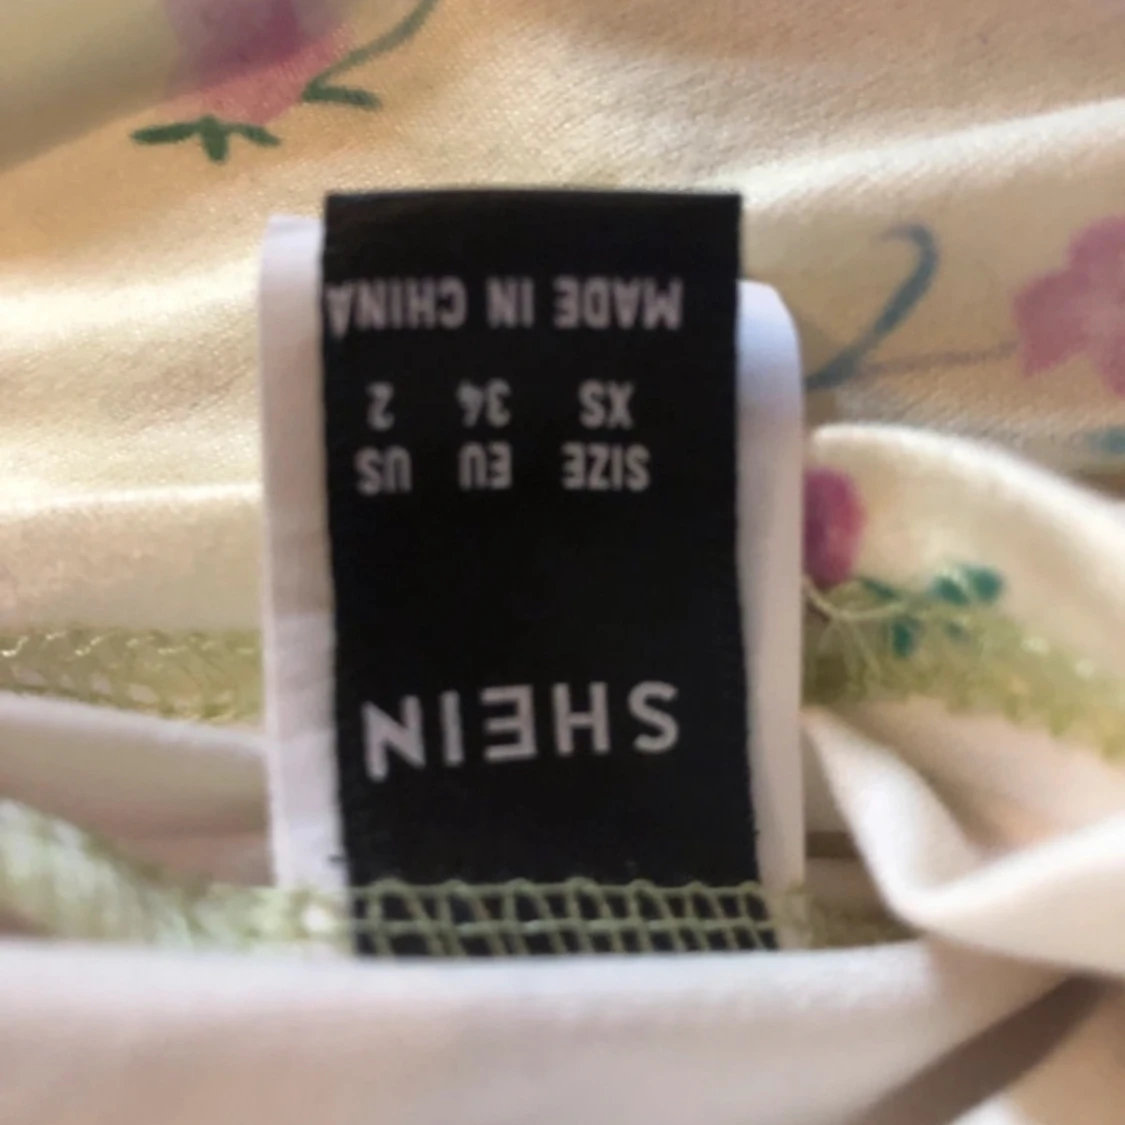 SHEIN
SIZE EU US
XS 34 2
MADE IN CHINA